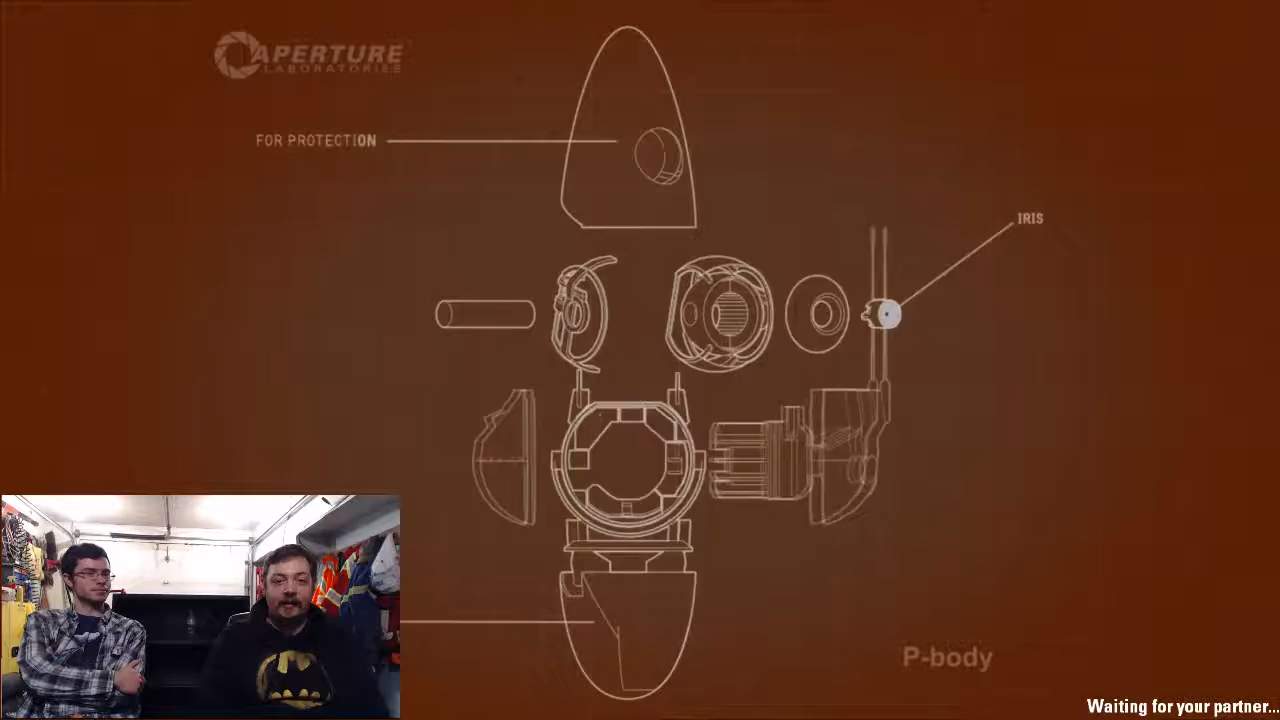 APERTURE
LABORATORIES
FOR PROTECTION
IRIS
P-body
Waiting for your partner...